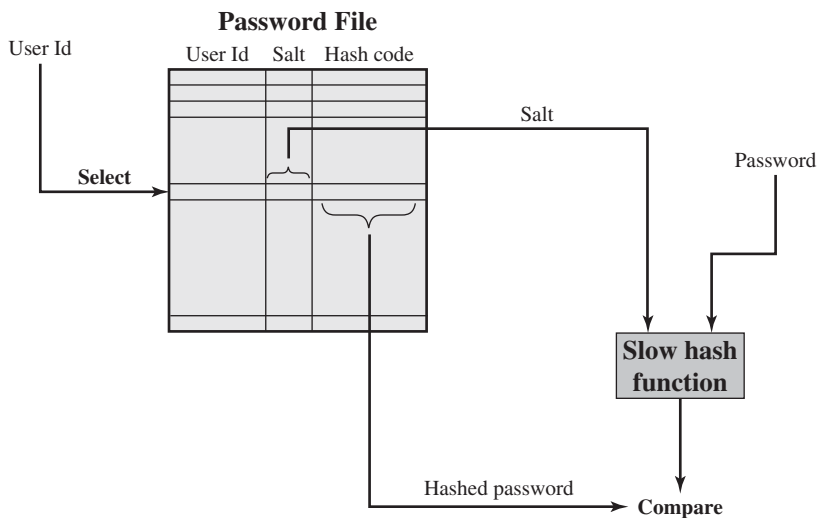 Password File
User Id
User Id Salt Hash code
Salt
Password
Select
Slow hash
function
Hashed password
Compare